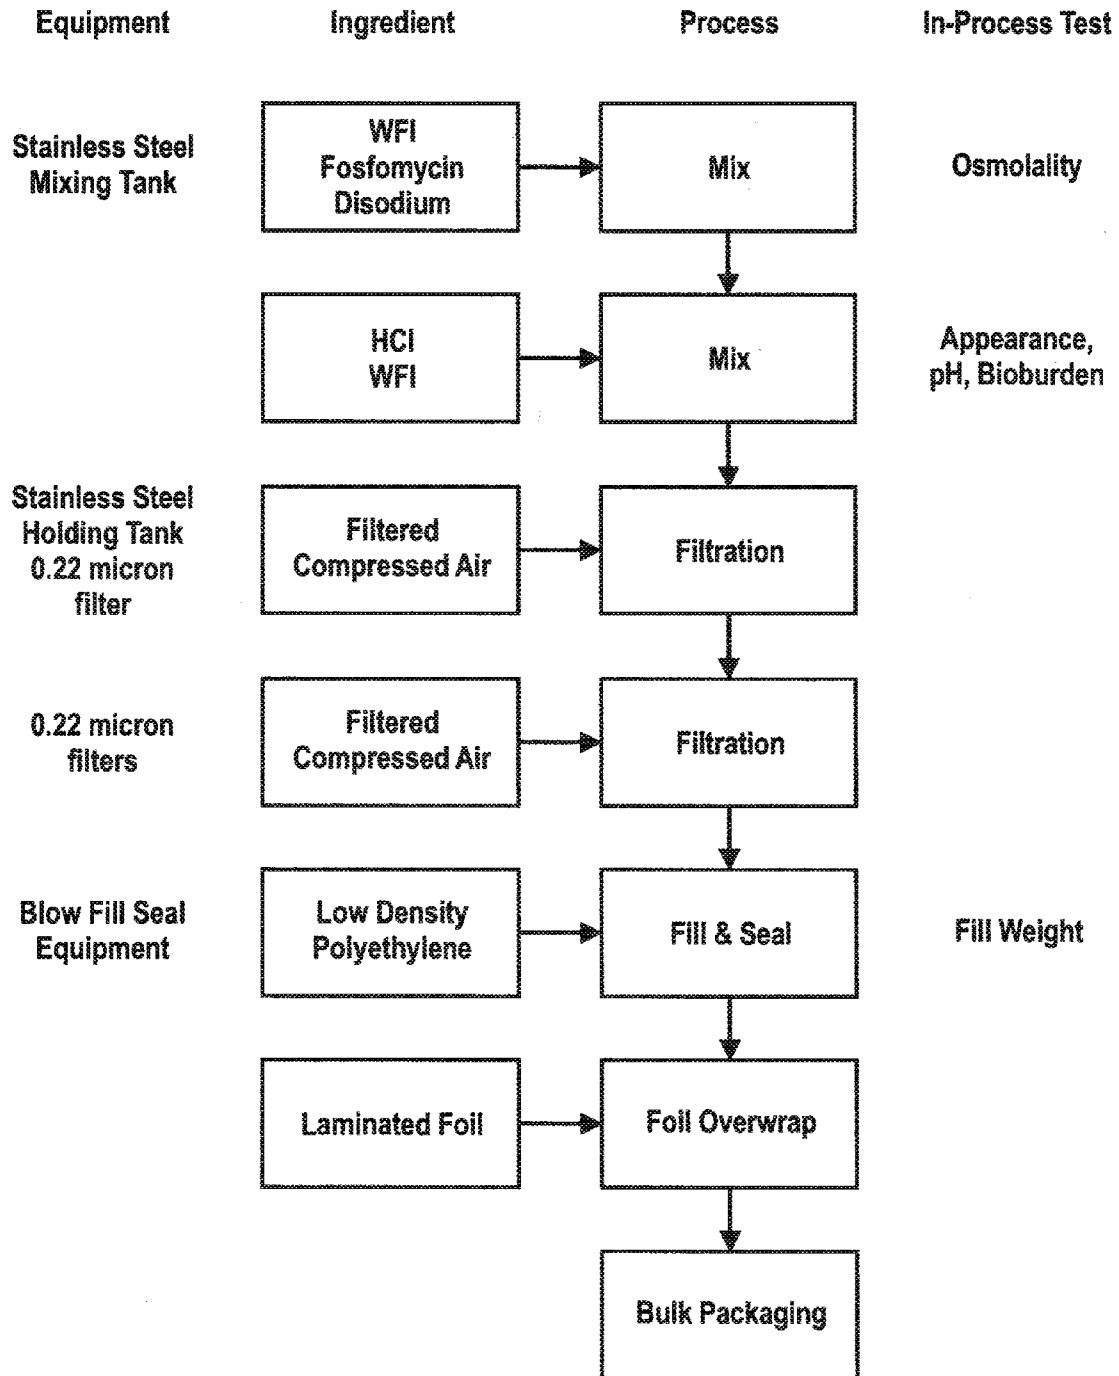 Equipment
Ingredient
Process
In-Process Test
Stainless Steel
Mixing Tank
WFI
Fosfomycin
Disodium
Mix
Osmolality
HCl
WFI
Mix
Appearance,
pH, Bioburden
Stainless Steel
Holding Tank
0.22 micron
filter
Filtered
Compressed Air
Filtration
0.22 micron
filters
Filtered
Compressed Air
Filtration
Blow Fill Seal
Equipment
Low Density
Polyethylene
Fill & Seal
Fill Weight
Laminated Foil
Foil Overwrap
Bulk Packaging